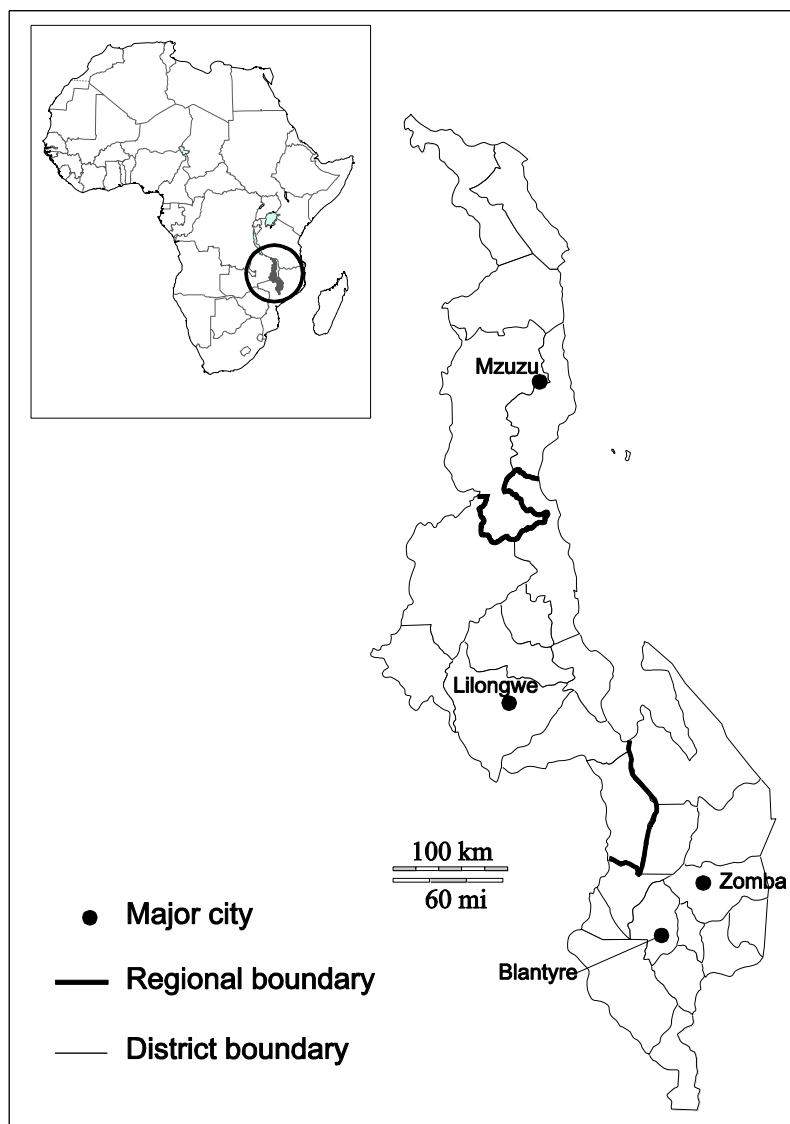 Mzuzu
Lilongwe
100 km
60 mi
Zomba
Blantyre
Major city
Regional boundary
District boundary